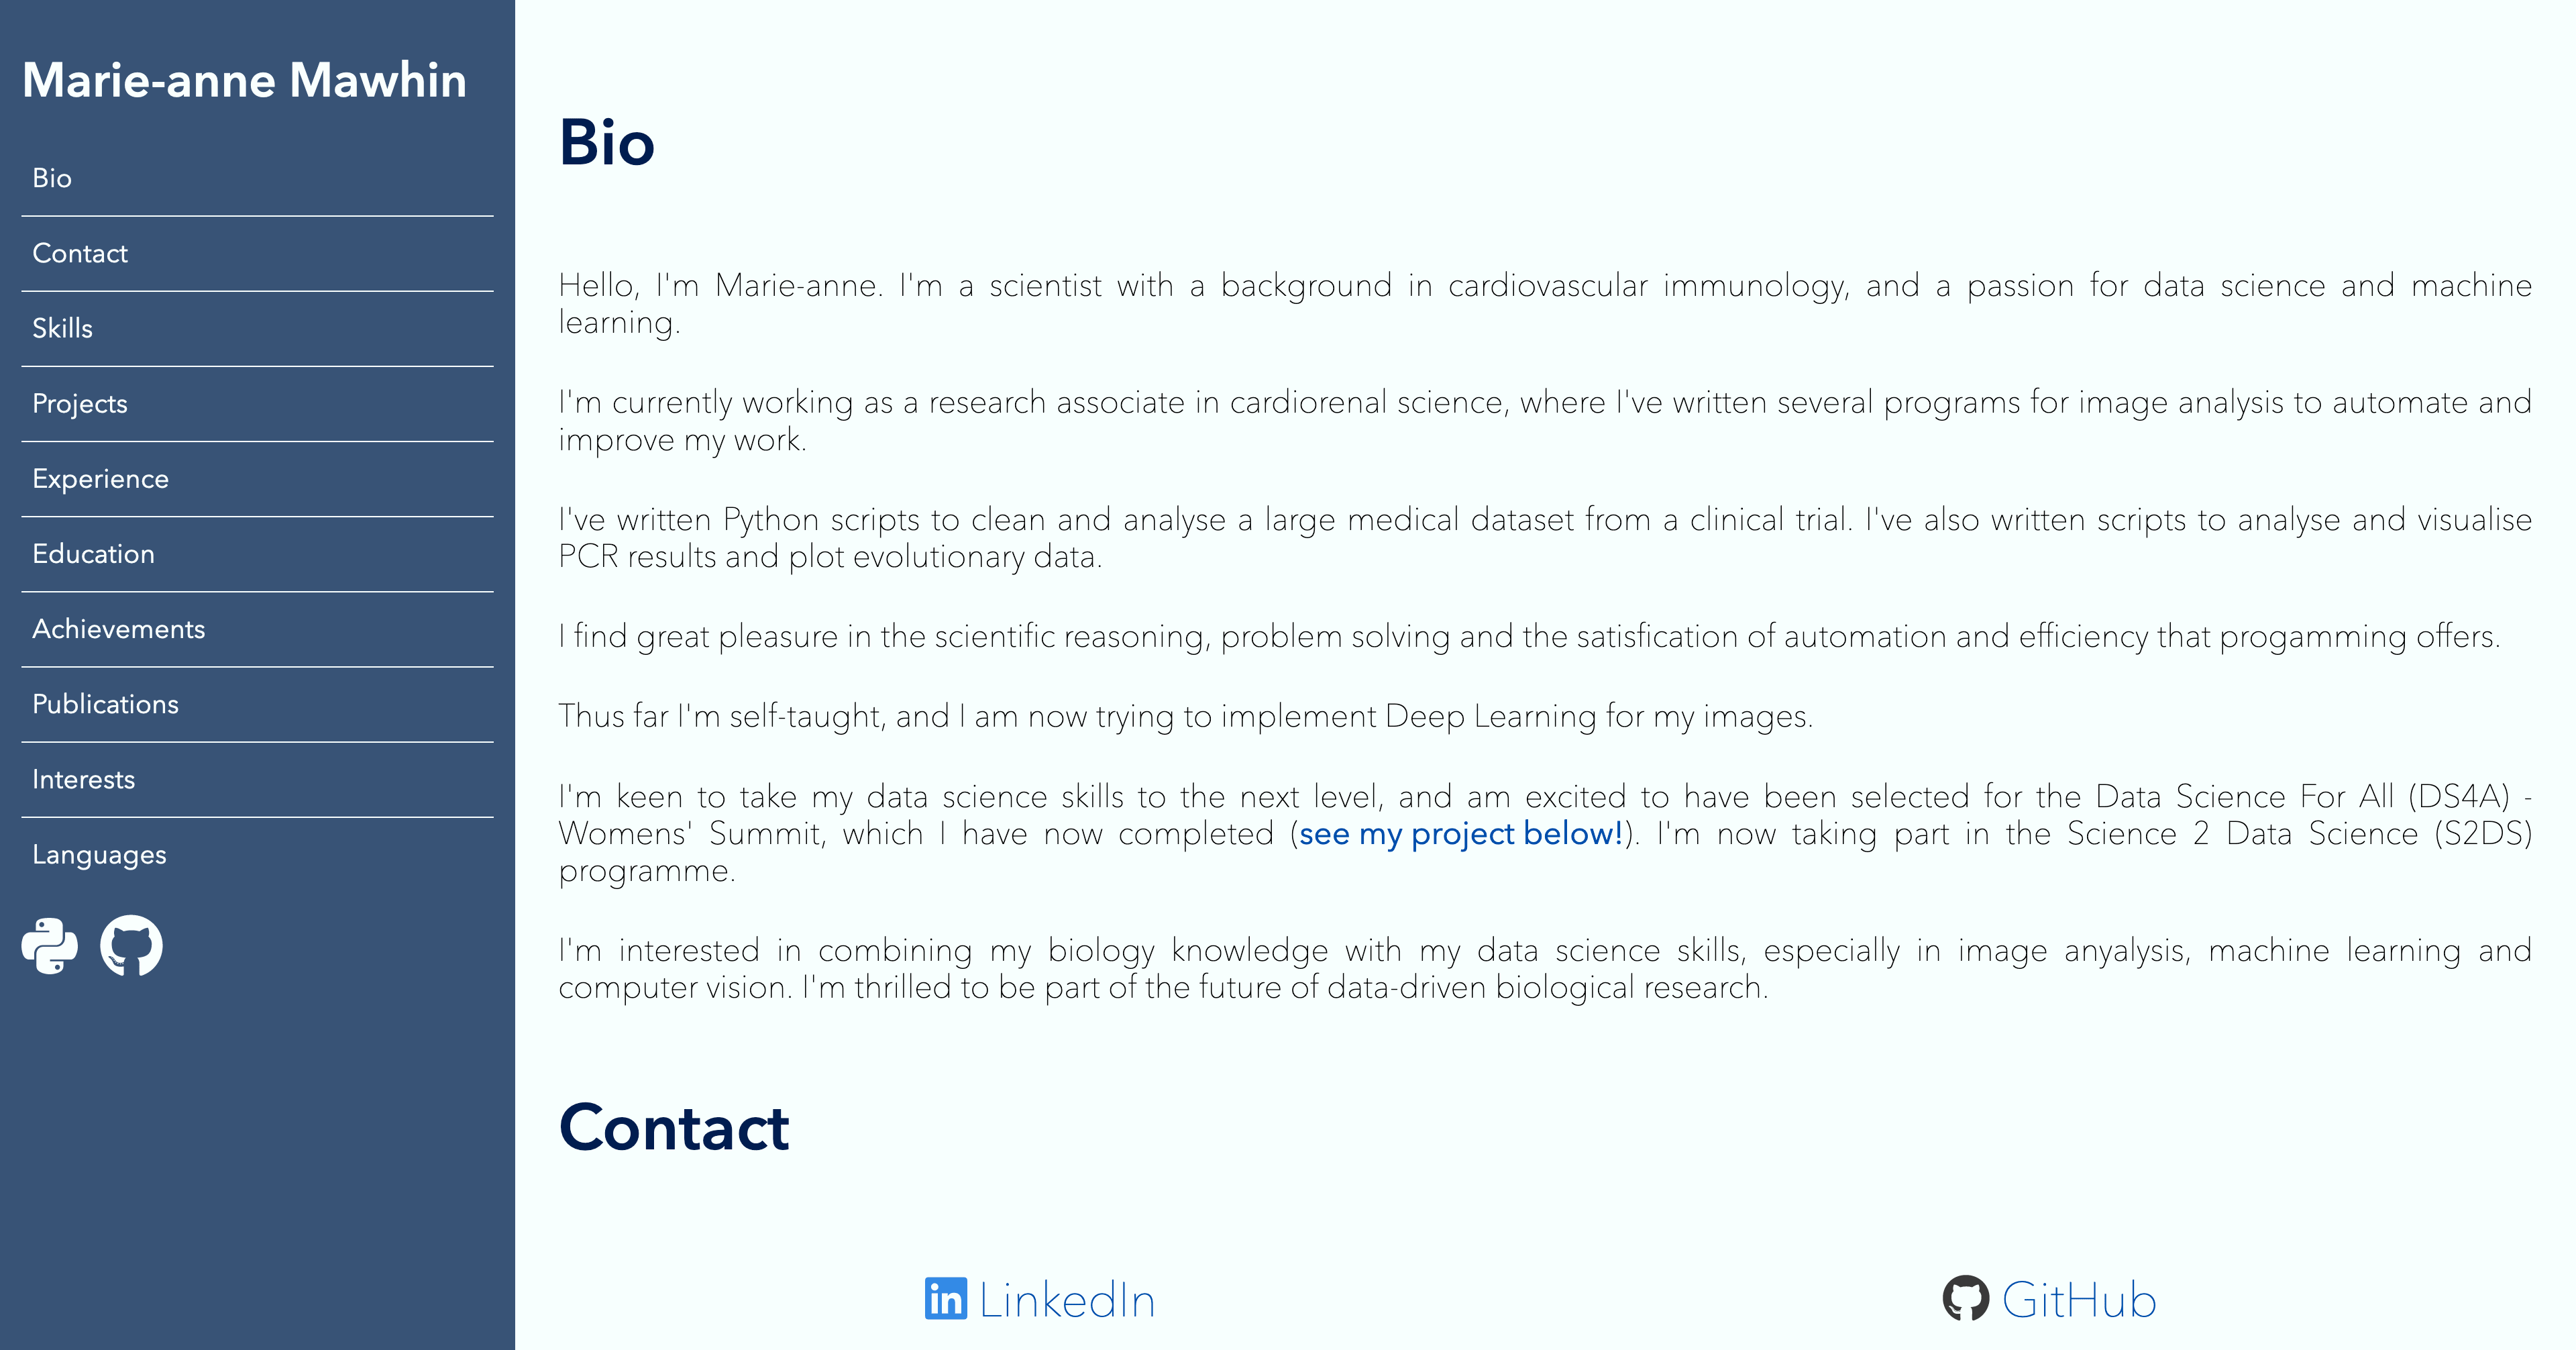 Marie-anne Mawhin
Bio
Contact
Skills
Projects
Experience
Education
Achievements
Publications
Interests
Languages
Bio
Hello, I'm Marie-anne. I'm a scientist with a background in cardiovascular immunology, and a passion for data science and machine
learning.
I'm currently working as a research associate in cardiorenal science, where I've written several programs for image analysis to automate and
improve my work.
I've written Python scripts to clean and analyse a large medical dataset from a clinical trial. I've also written scripts to analyse and visualise
PCR results and plot evolutionary data.
I find great pleasure in the scientific reasoning, problem solving and the satisfication of automation and efficiency that progamming offers.
Thus far I'm self-taught, and I am now trying to implement Deep Learning for my images.
I'm keen to take my data science skills to the next level, and am excited to have been selected for the Data Science For All (DS4A) -
Womens' Summit, which I have now completed (see my project below!). I'm now taking part in the Science 2 Data Science (S2DS)
programme.
I'm interested in combining my biology knowledge with my data science skills, especially in image anyalysis, machine learning and
computer vision. I'm thrilled to be part of the future of data-driven biological research.
Contact
in LinkedIn
GitHub